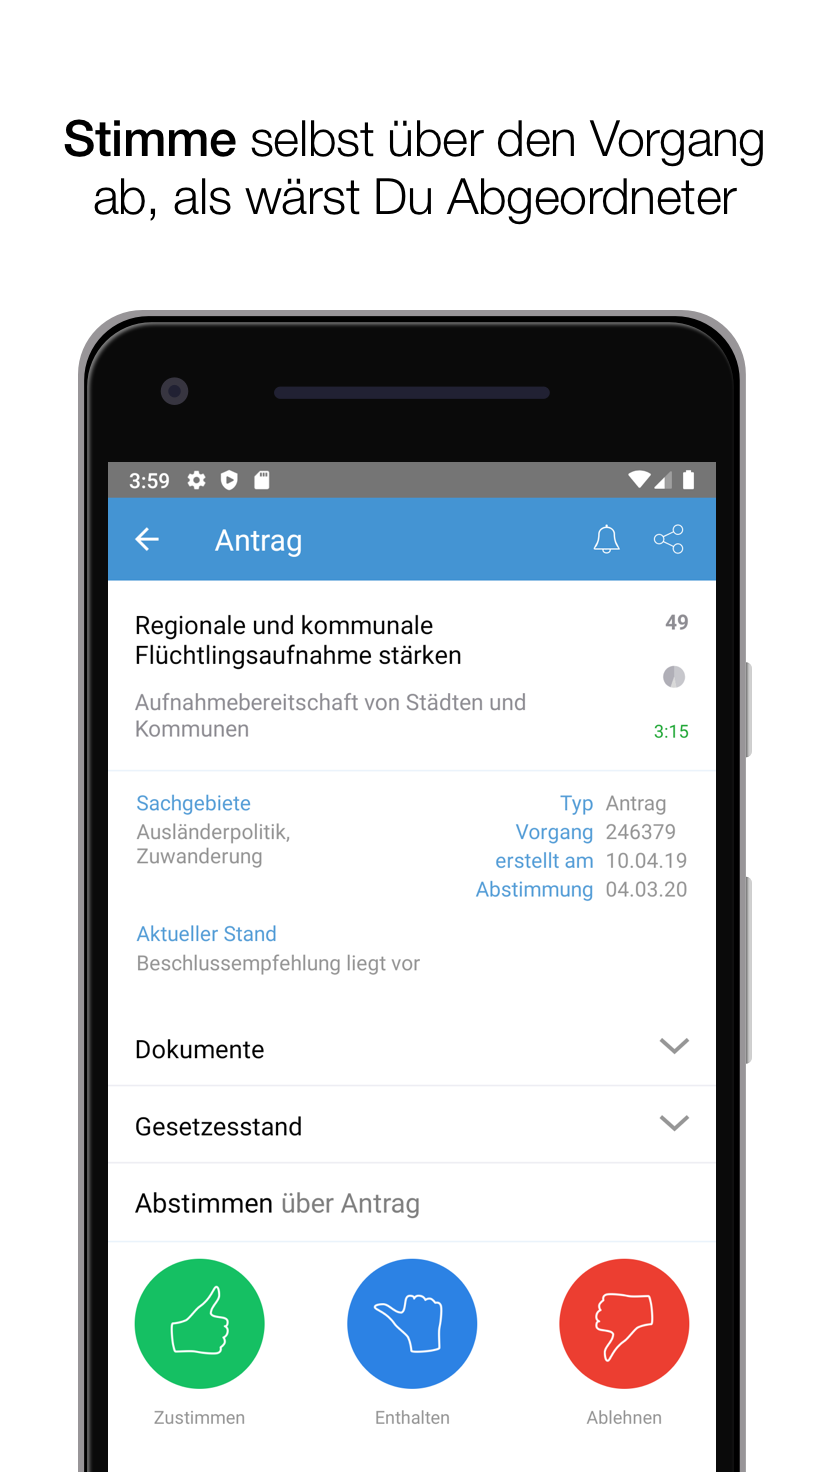 Stimme selbst über den Vorgang
ab, als wärst Du Abgeordneter
3:59
Antrag
Regionale und kommunale
Flüchtlingsaufnahme stärken
49
Aufnahmebereitschaft von Städten und
Kommunen
3:15
Sachgebiete
Ausländerpolitik,
Zuwanderung
Typ Antrag
Vorgang 246379
erstellt am 10.04.19
Abstimmung 04.03.20
Aktueller Stand
Beschlussempfehlung liegt vor
Dokumente
Gesetzesstand
Abstimmen über Antrag
Zustimmen
Enthalten
Ablehnen